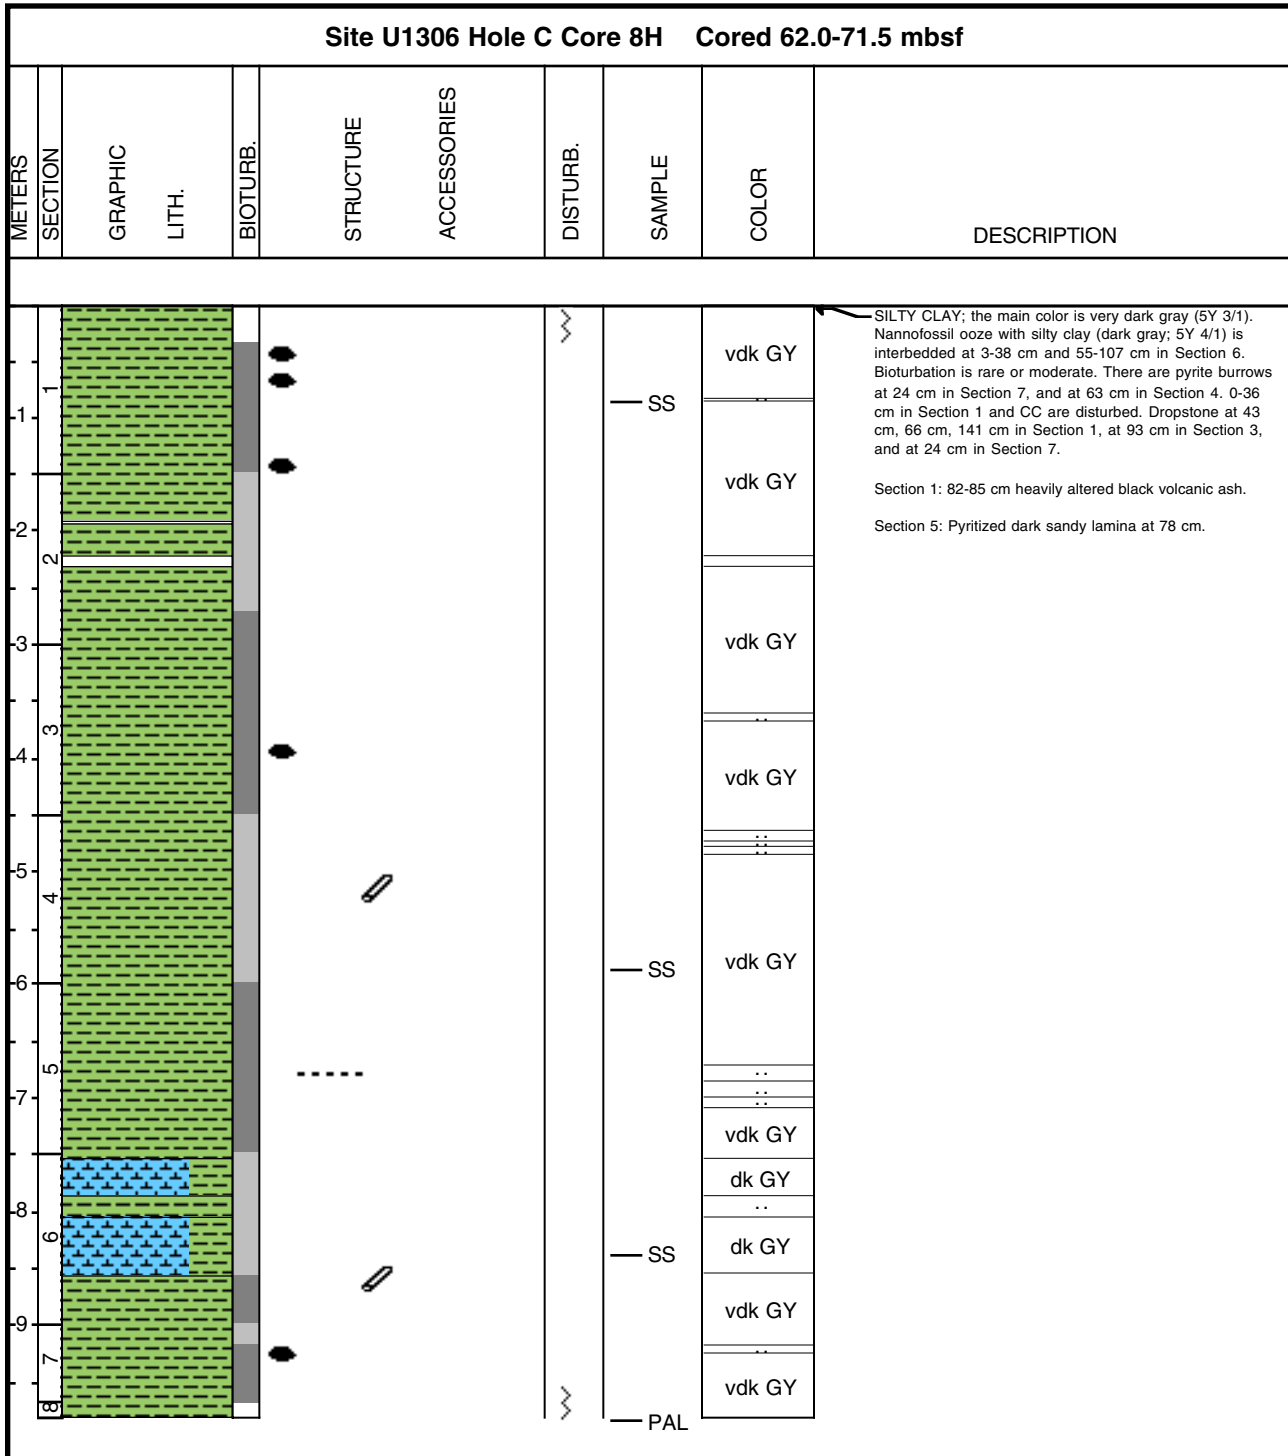 Site U1306 Hole C Core 8H Cored 62.0-71.5 mbsf
METERS
SECTION
GRAPHIC
LITH.
BIOTURB.
STRUCTURE
ACCESSORIES
DISTURB.
SAMPLE
COLOR
DESCRIPTION
SILTY CLAY; the main color is very dark gray (5Y 3/1).
Nannofossil ooze with silty clay (dark gray; 5Y 4/1) is
interbedded at 3-38 cm and 55-107 cm in Section 6.
Bioturbation is rare or moderate. There are pyrite burrows
at 24 cm in Section 7, and at 63 cm in Section 4. 0-36
cm in Section 1 and CC are disturbed. Dropstone at 43
cm, 66 cm, 141 cm in Section 1, at 93 cm in Section 3,
and at 24 cm in Section 7.
Section 1: 82-85 cm heavily altered black volcanic ash.
Section 5: Pyritized dark sandy lamina at 78 cm.
vdk GY
1
SS
1
vdk GY
2
2
vdk GY
3
3
4
vdk GY
5
4
vdk GY
SS
6
5
7
vdk GY
dk GY
8
6
dk GY
SS
vdk GY
9
7
vdk GY
8
PAL